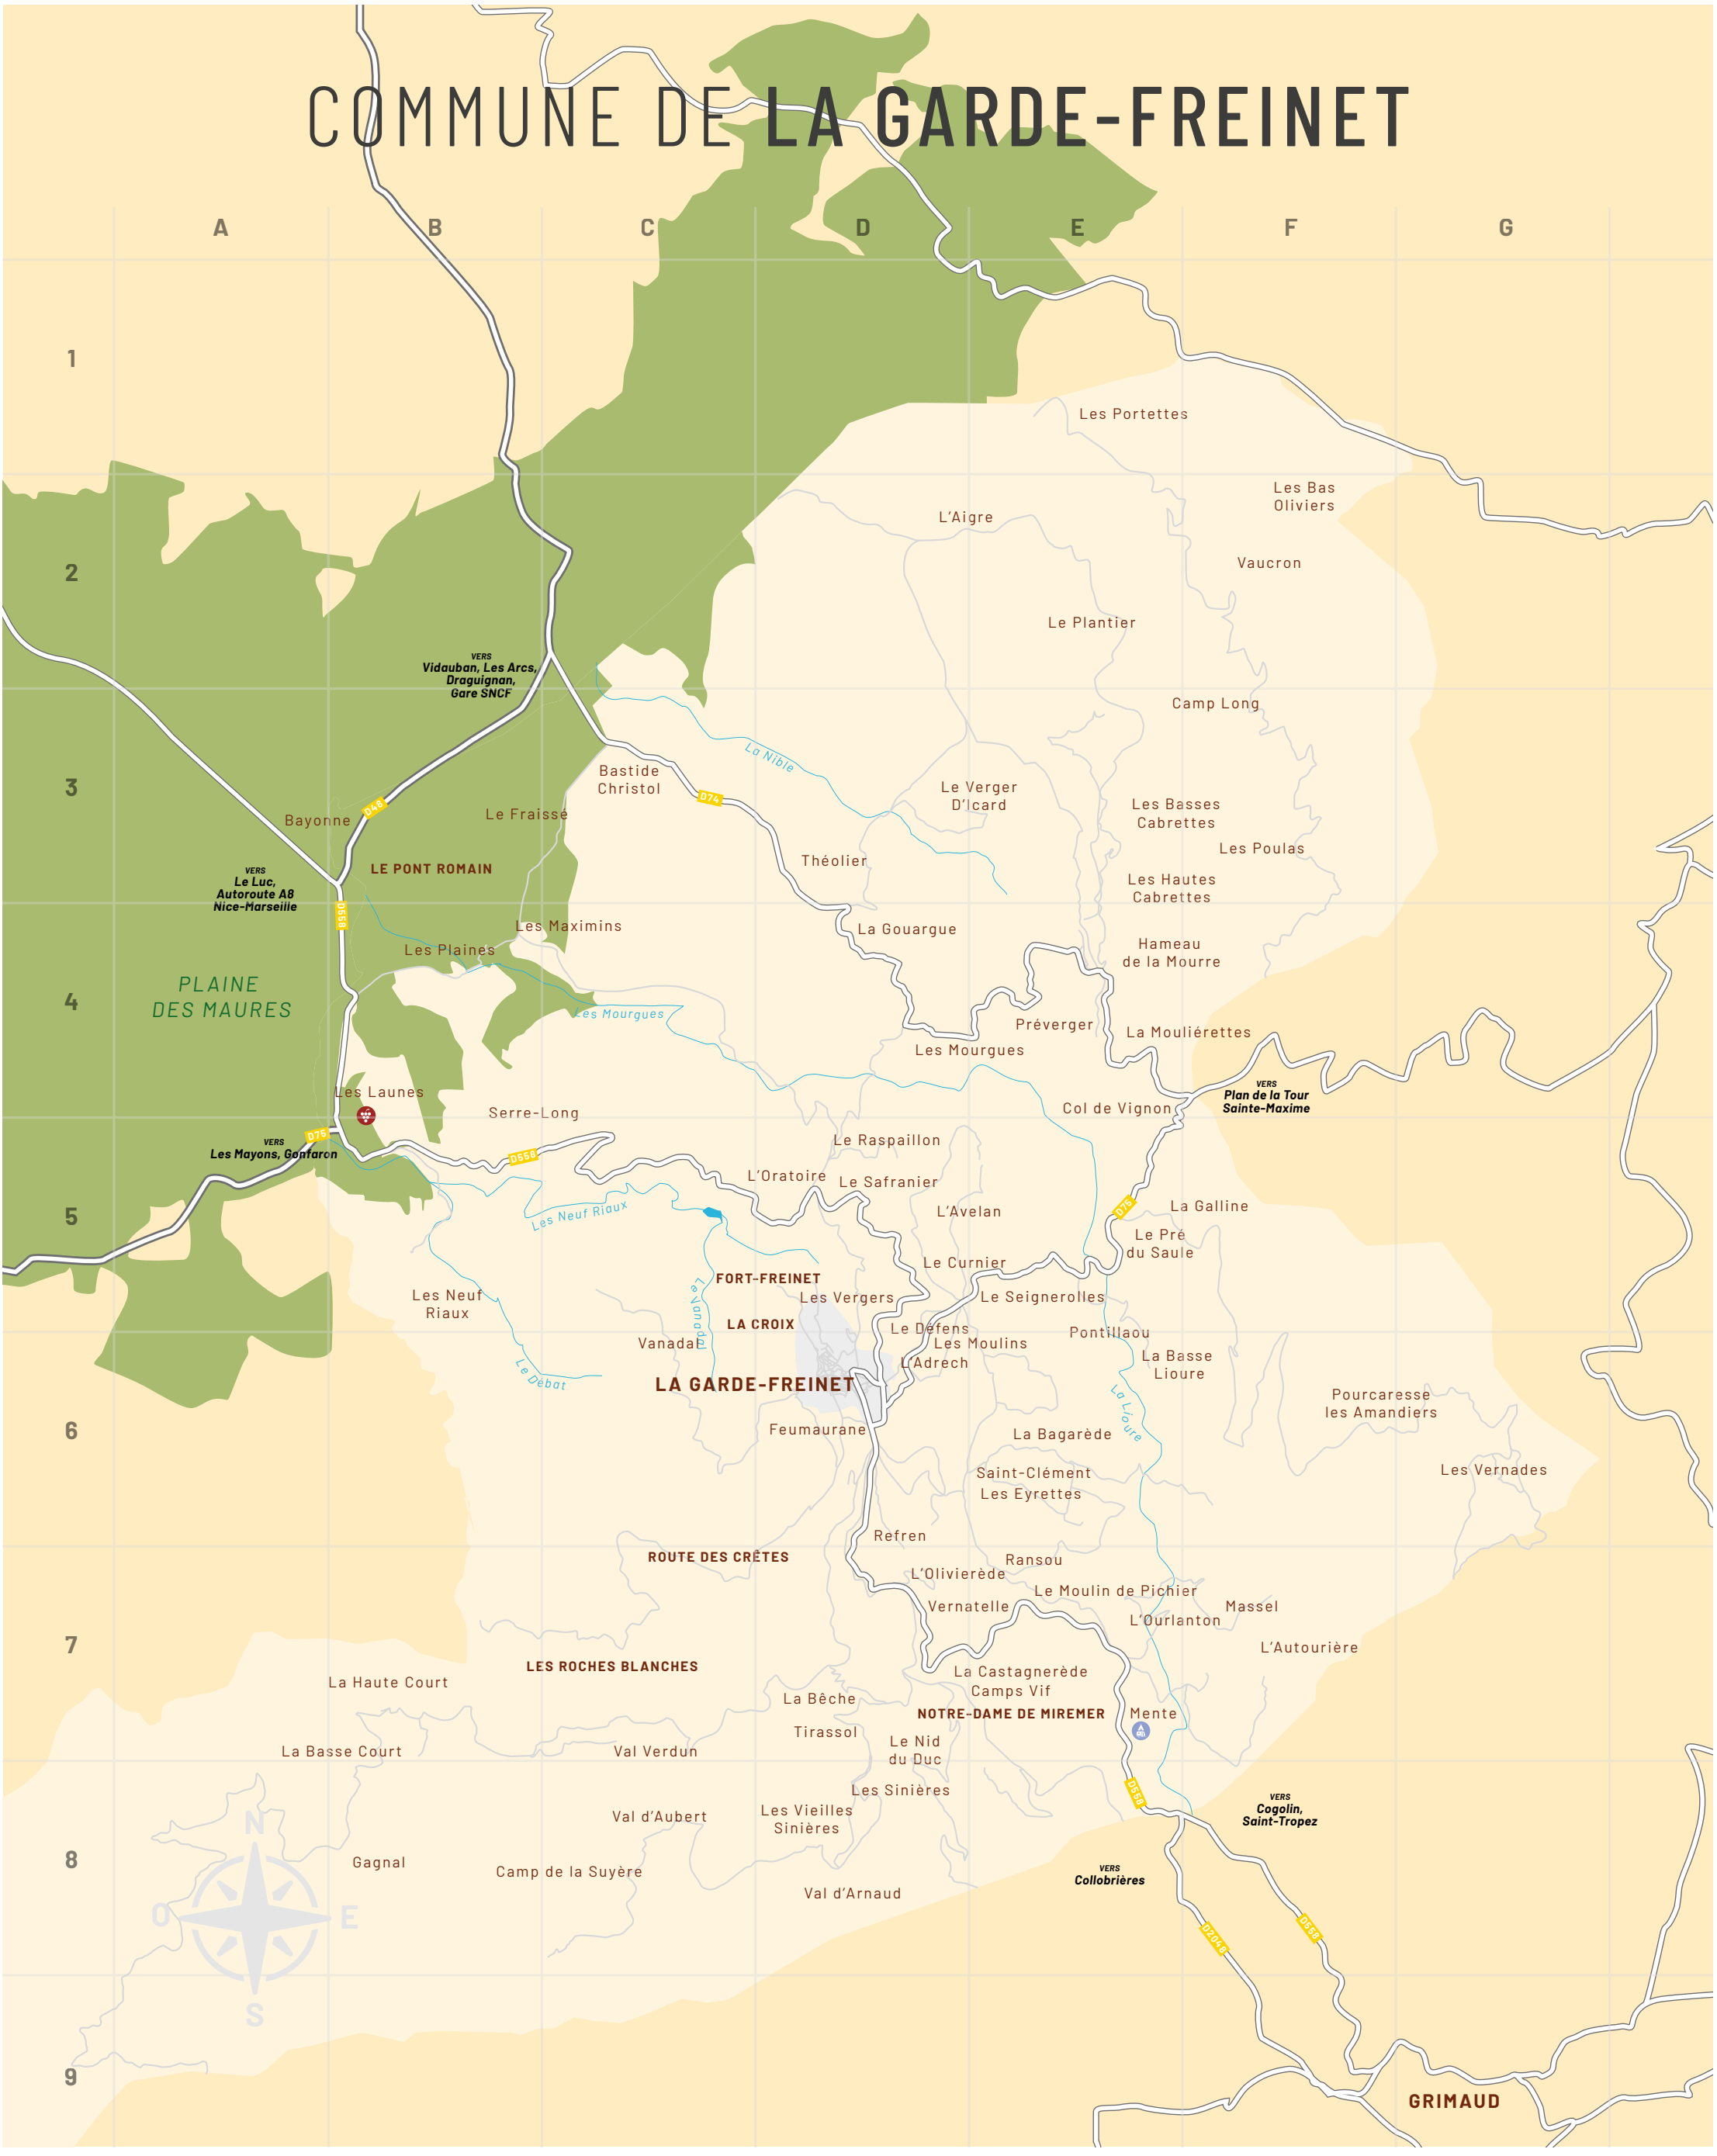 COMMUNE DE LA GARDE-FREINET
A
B
C
D
E
F
G
1
Les Portettes
Les Bas
Oliviers
L'Aigre
2
Vaucron
Le Plantier
VERS
Vidauban, Les Arcs,
Draguignan,
Gare SNCF
Camp Long
La Nible
Bastide
Christol
3
D74
D48
Le Verger
D'Icard
Les Basses
Cabrettes
Bayonne
Le Fraissé
Les Poulas
Théolier
LE PONT ROMAIN
VERS
Le Luc,
Autoroute A8
Nice-Marseille
Les Hautes
Cabrettes
D558
Les Maximins
La Gouargue
Les Plaines
Hameau
de la Mourre
PLAINE
DES MAURES
4
Les Mourgues
Préverger
La Mouliérettes
Les Mourgues
Les Launes
VERS
Plan de la Tour
Sainte-Maxime
Serre-Long
Col de Vignon
D75
VERS
Les Mayons, Gonfaron
D558
Le Raspaillon
L'Oratoire
Le Safranier
5
Les Neuf Riaux
L'Avelan
D75
La Galline
Le Pré
du Saule
Le Curnier
FORT-FREINET
Les Neuf
Riaux
Le Vanadal
Les Vergers
Le Seignerolles
LA CROIX
Le Défens
Pontillaou
Vanadal
Les Moulins
L'Adrech
La Basse
Lioure
Le Débat
LA GARDE-FREINET
La Lioure
Pourcaresse
les Amandiers
6
Feumaurane
La Bagarède
Saint-Clément
Les Eyrettes
Les Vernades
Refren
ROUTE DES CRÊTES
Ransou
L'Olivierède
Le Moulin de Pichier
Vernatelle
Massel
L'Ourlanton
7
L'Autourière
LES ROCHES BLANCHES
La Castagnerède
Camps Vif
La Haute Court
La Bêche
NOTRE-DAME DE MIREMER
Mente
Tirassol
La Basse Court
Val Verdun
Le Nid
du Duc
Les Sinières
D558
VERS
Cogolin,
Saint-Tropez
Val d'Aubert
Les Vieilles
Sinières
N
8
Gagnal
Camp de la Suyère
VERS
Collobrières
Val d'Arnaud
O
E
D2048
D558
S
9
GRIMAUD